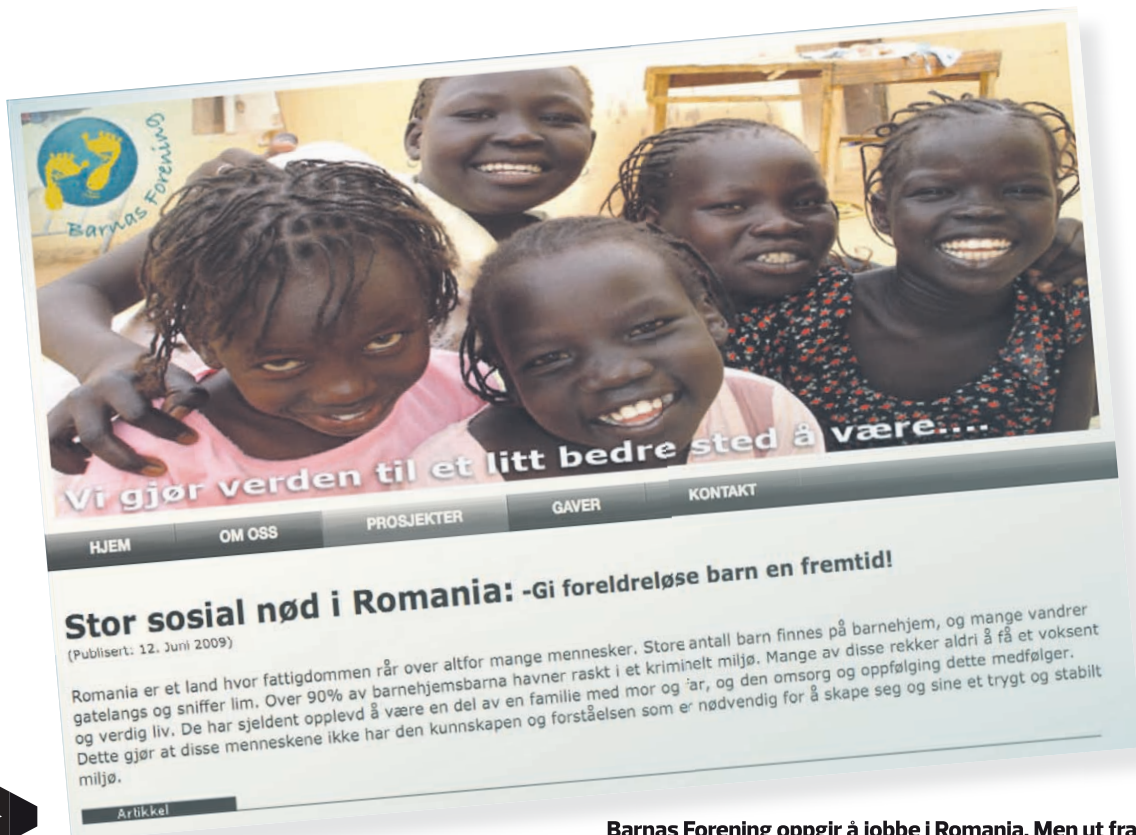 Barnas Forening
Vi gjør verden til et litt bedre sted å være....
HJEM OM OSS PROSJEKTER GAVER KONTAKT
Stor sosial nød i Romania: -Gi foreldreløse barn en fremtid!
(Publisert: 12. Juni 2009)
Romania er et land hvor fattigdommen rår over altfor mange mennesker. Store antall barn finnes på barnehjem, og mange vandrer
gatelangs og sniffer lim. Over 90% av barnehjemsbarna havner raskt i et kriminelt miljø. Mange av disse rekker aldri å få et voksent
og verdig liv. De har sjeldent opplevd å være en del av en familie med mor og far, og den omsorg og oppfølging dette medfølger.
Dette gjør at disse menneskene ikke har den kunnskapen og forståelsen som er nødvendig for å skape seg og sine et trygt og stabilt
miljø.
Artikkel
Barnas Forening oppgir å jobbe i Romania. Men ut fra